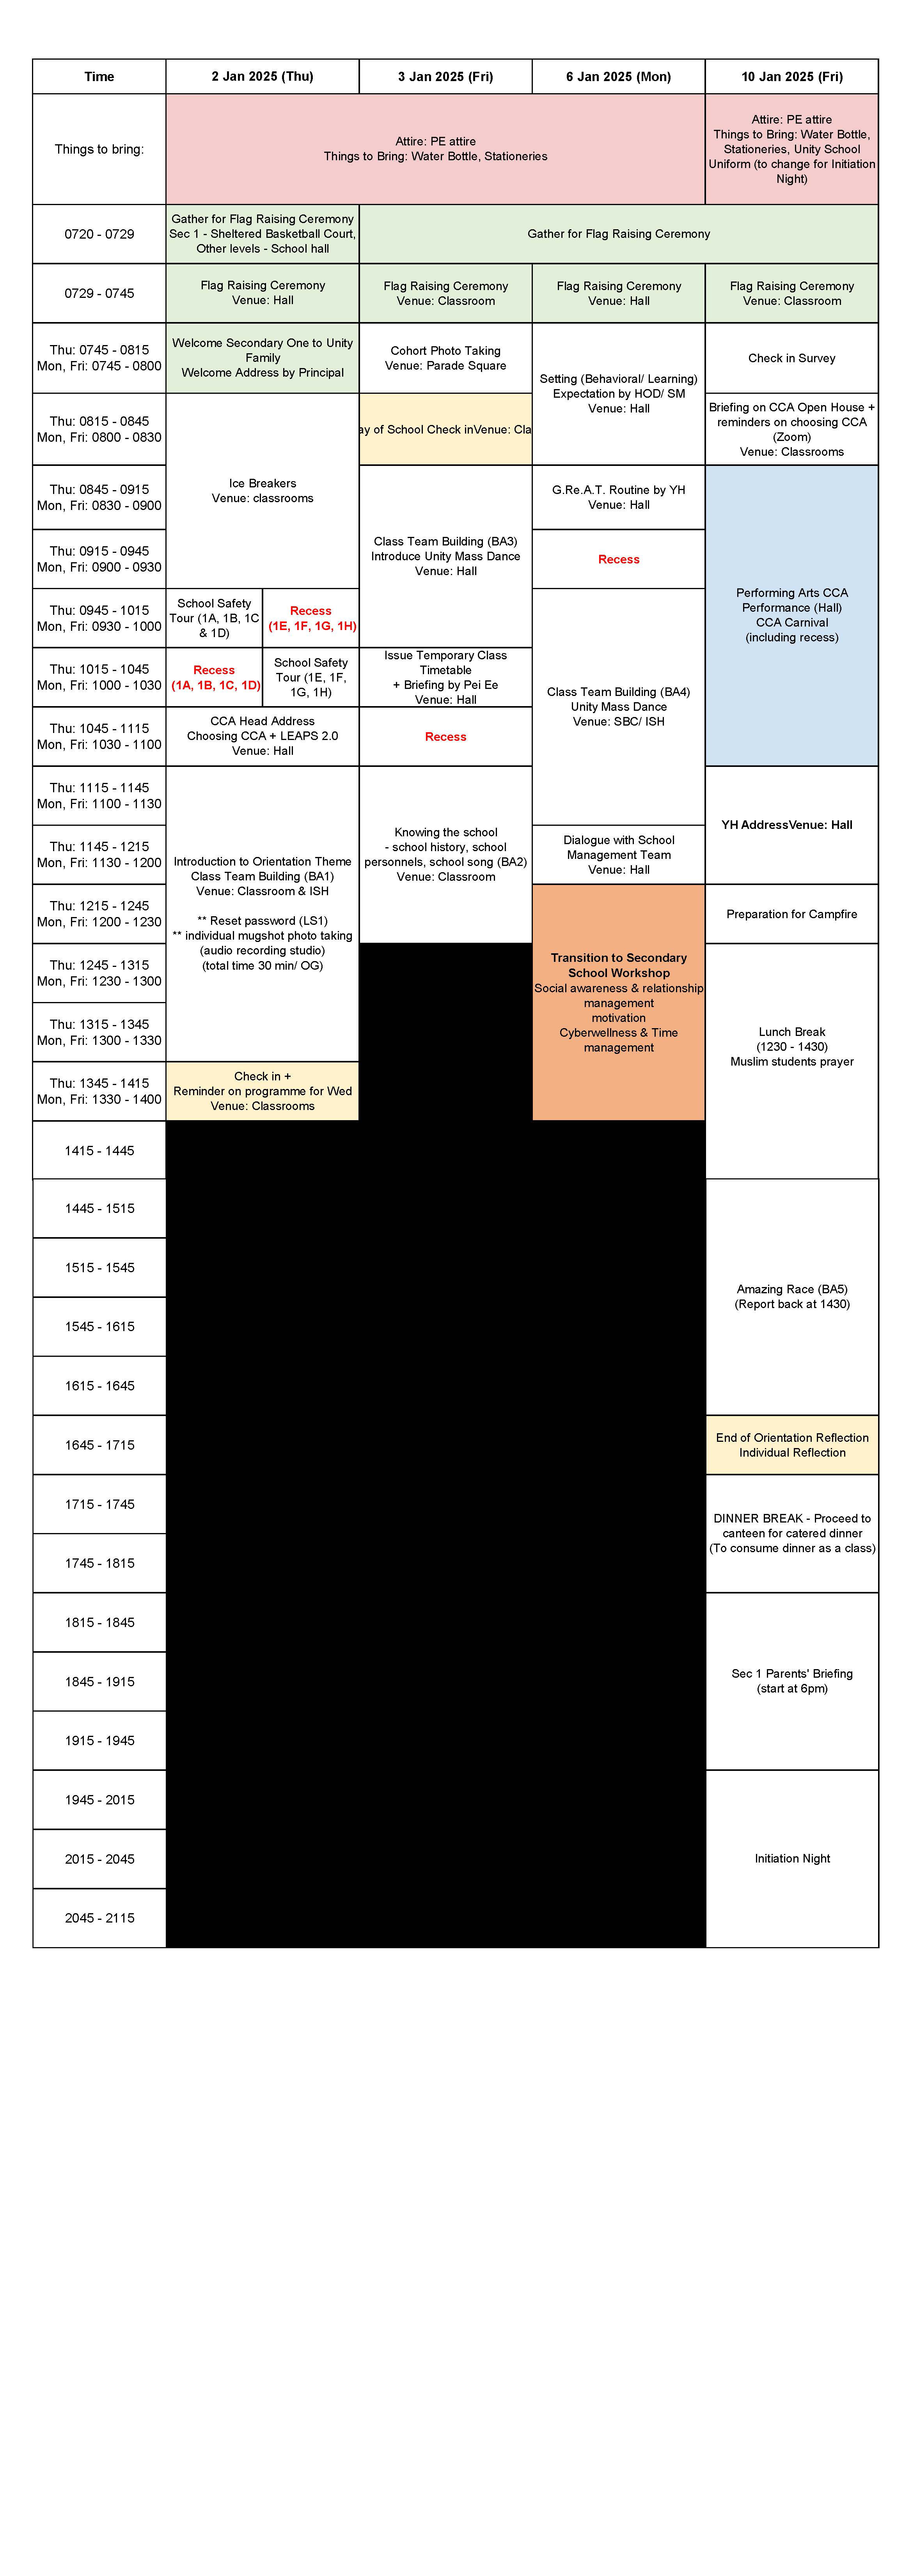 Time
2 Jan 2025 (Thu)
3 Jan 2025 (Fri)
6 Jan 2025 (Mon)
10 Jan 2025 (Fri)
Things to bring:
Attire: PE attire
Things to Bring: Water Bottle, Stationeries
Attire: PE attire
Things to Bring: Water Bottle,
Stationeries, Unity School
Uniform (to change for Initiation
Night)
0720 - 0729
Gather for Flag Raising Ceremony
Sec 1 - Sheltered Basketball Court,
Other levels - School hall
Gather for Flag Raising Ceremony
0729 - 0745
Flag Raising Ceremony
Venue: Hall
Flag Raising Ceremony
Venue: Classroom
Flag Raising Ceremony
Venue: Hall
Flag Raising Ceremony
Venue: Classroom
Thu: 0745 - 0815
Mon, Fri: 0745 - 0800
Welcome Secondary One to Unity
Family
Welcome Address by Principal
Cohort Photo Taking
Venue: Parade Square
Setting (Behavioral/ Learning)
Expectation by HOD/ SM
Venue: Hall
Check in Survey
Thu: 0815 - 0845
Mon, Fri: 0800 - 0830
Ice Breakers
Venue: classrooms
ay of School Check inVenue: Cla
Briefing on CCA Open House +
reminders on choosing CCA
(Zoom)
Venue: Classrooms
Thu: 0845 - 0915
Mon, Fri: 0830 - 0900
Class Team Building (BA3)
Introduce Unity Mass Dance
Venue: Hall
G.Re.A.T. Routine by YH
Venue: Hall
Performing Arts CCA
Performance (Hall)
CCA Carnival
(including recess)
Thu: 0915 - 0945
Mon, Fri: 0900 - 0930
Recess
Thu: 0945 - 1015
Mon, Fri: 0930 - 1000
School Safety
Tour (1A, 1B, 1C
& 1D)
Recess
(1E, 1F, 1G, 1H)
Class Team Building (BA4)
Unity Mass Dance
Venue: SBC/ ISH
Thu: 1015 - 1045
Mon, Fri: 1000 - 1030
Recess
(1A, 1B, 1C, 1D)
School Safety
Tour (1E, 1F,
1G, 1H)
Issue Temporary Class
Timetable
+ Briefing by Pei Ee
Venue: Hall
Thu: 1045 - 1115
Mon, Fri: 1030 - 1100
CCA Head Address
Choosing CCA + LEAPS 2.0
Venue: Hall
Recess
Thu: 1115 - 1145
Mon, Fri: 1100 - 1130
Introduction to Orientation Theme
Class Team Building (BA1)
Venue: Classroom & ISH
** Reset password (LS1)
** individual mugshot photo taking
(audio recording studio)
(total time 30 min/ OG)
Knowing the school
- school history, school
personnels, school song (BA2)
Venue: Classroom
YH AddressVenue: Hall
Thu: 1145 - 1215
Mon, Fri: 1130 - 1200
Dialogue with School
Management Team
Venue: Hall
Thu: 1215 - 1245
Mon, Fri: 1200 - 1230
Transition to Secondary
School Workshop
Social awareness & relationship
management
motivation
Cyberwellness & Time
management
Preparation for Campfire
Thu: 1245 - 1315
Mon, Fri: 1230 - 1300
Lunch Break
(1230 - 1430)
Muslim students prayer
Thu: 1315 - 1345
Mon, Fri: 1300 - 1330
Thu: 1345 - 1415
Mon, Fri: 1330 - 1400
Check in +
Reminder on programme for Wed
Venue: Classrooms
1415 - 1445
1445 - 1515
Amazing Race (BA5)
(Report back at 1430)
1515 - 1545
1545 - 1615
1615 - 1645
1645 - 1715
End of Orientation Reflection
Individual Reflection
1715 - 1745
DINNER BREAK - Proceed to
canteen for catered dinner
(To consume dinner as a class)
1745 - 1815
1815 - 1845
Sec 1 Parents' Briefing
(start at 6pm)
1845 - 1915
1915 - 1945
1945 - 2015
Initiation Night
2015 - 2045
2045 - 2115